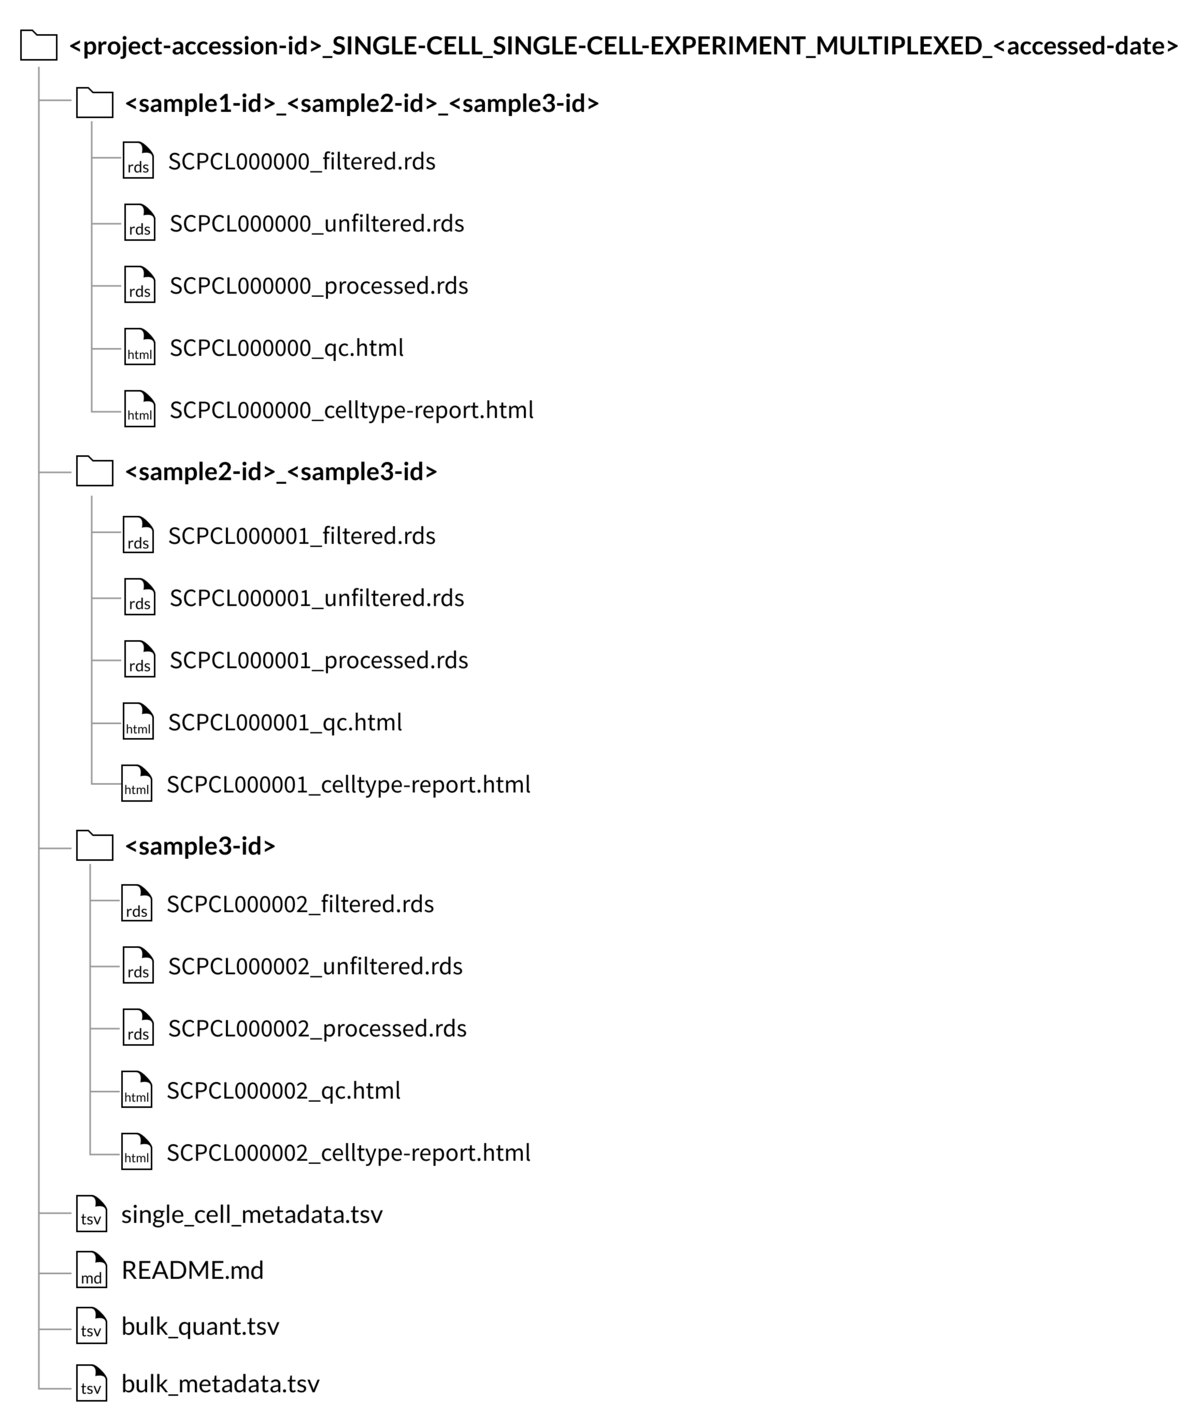 <project-accession-id>_SINGLE-CELL_SINGLE-CELL-EXPERIMENT_MULTIPLEXED_<accessed-date>
<sample1-id>_<sample2-id>_<sample3-id>
rds SCPCL000000_filtered.rds
rds SCPCL000000_unfiltered.rds
rds SCPCL000000_processed.rds
html SCPCL000000_qc.html
html SCPCL000000_celltype-report.html
<sample2-id>_<sample3-id>
rds SCPCL000001_filtered.rds
rds SCPCL000001_unfiltered.rds
rds SCPCL000001_processed.rds
html SCPCL000001_qc.html
html SCPCL000001_celltype-report.html
<sample3-id>
rds SCPCL000002_filtered.rds
rds SCPCL000002_unfiltered.rds
rds SCPCL000002_processed.rds
html SCPCL000002_qc.html
html SCPCL000002_celltype-report.html
tsv single_cell_metadata.tsv
md README.md
tsv bulk_quant.tsv
tsv bulk_metadata.tsv